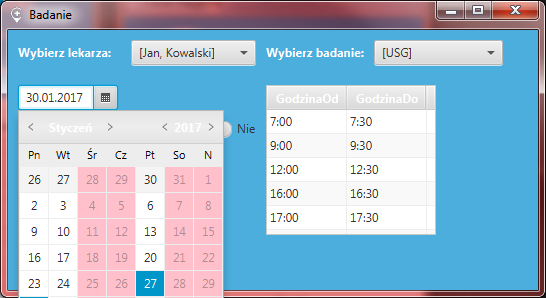 Badanie
Wybierz lekarza: [Jan, Kowalski] Wybierz badanie: [USG]
30.01.2017
GodzinaOd GodzinaDo
7:00 7:30
9:00 9:30
12:00 12:30
16:00 16:30
17:00 17:30
Nie
< Styczeń > < 2017 >
Pn Wt Śr Cz Pt So N
26 27 28 29 30 31 1
2 3 4 5 6 7 8
9 10 11 12 13 14 15
16 17 18 19 20 21 22
23 24 25 26 27 28 29